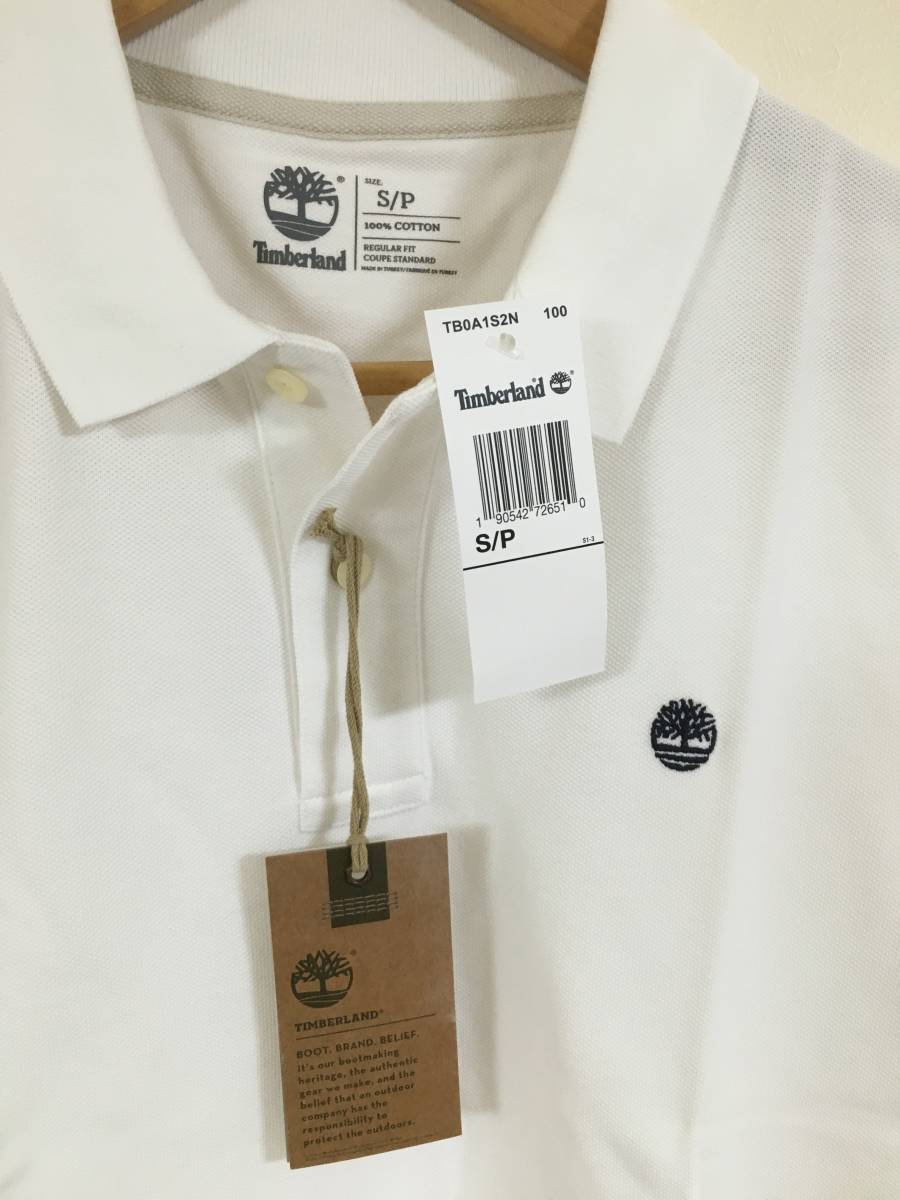 SIZE.
S/P
100% COTTON
REGULAR FIT
COUPE STANDARD
MADE IN TURKEY/FABRIQUÉ EN TURKEY
Timberland
®
TB0A1S2N 100
Timberland
1 90542 72651 0
S/P
S1-3
®
TIMBERLAND®
BOOT. BRAND. BELIEF.
It's our bootmaking
heritage, the authentic
gear we make, and the
belief that an outdoor
company has the
responsibility to
protect the outdoors.